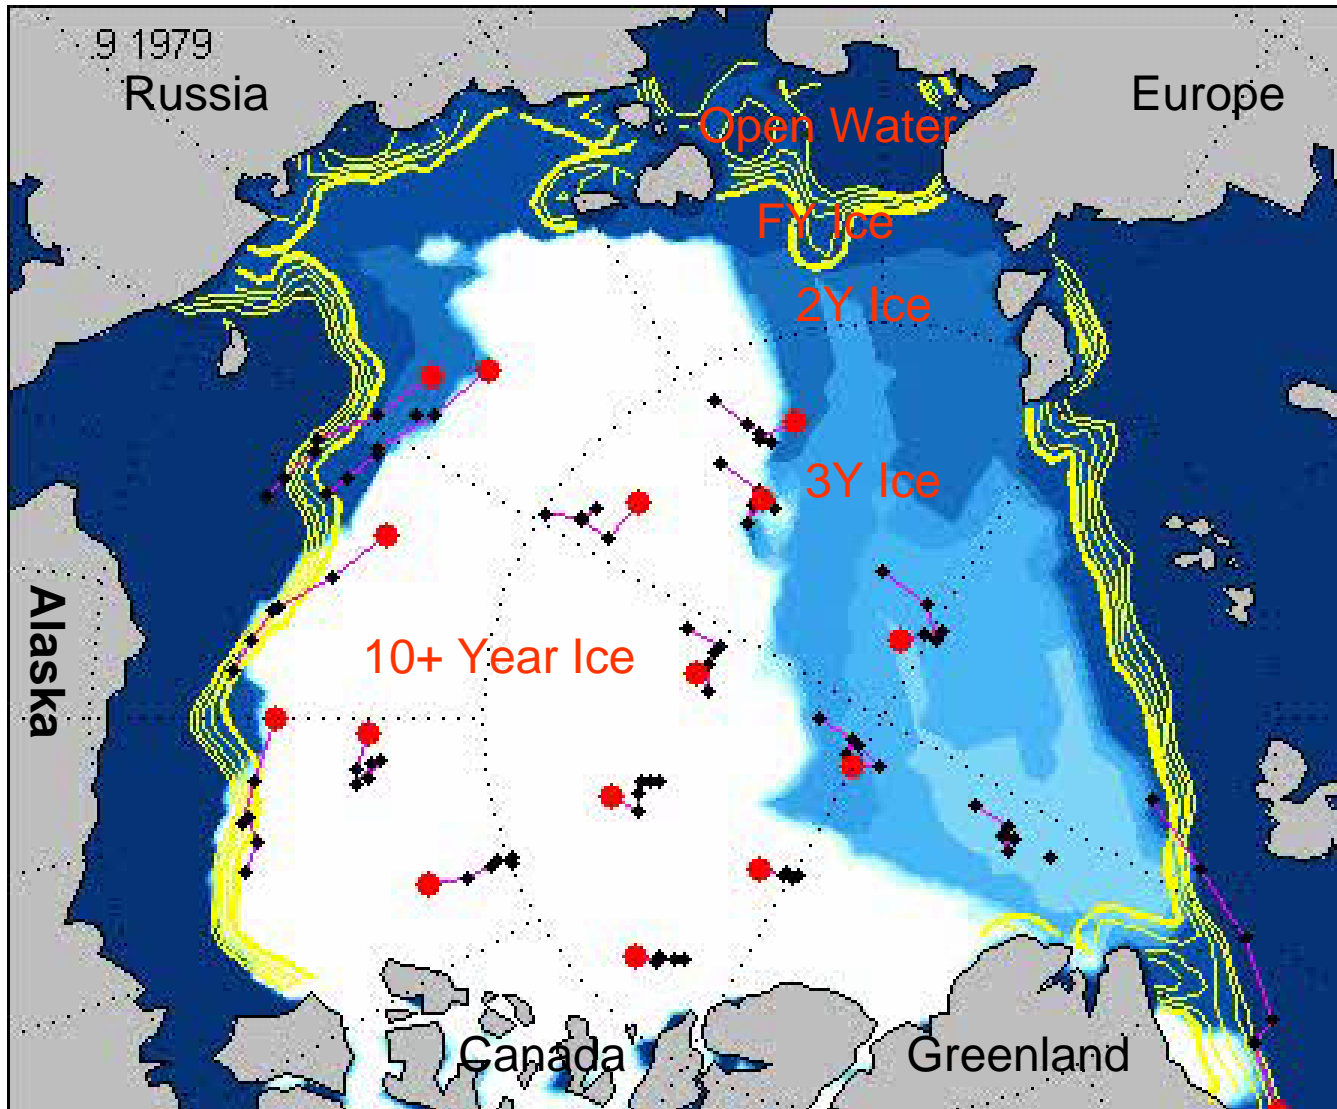 9 1979
Russia
Europe
Open Water
FY Ice
2Y Ice
3Y Ice
Alaska
10+ Year Ice
Canada
Greenland